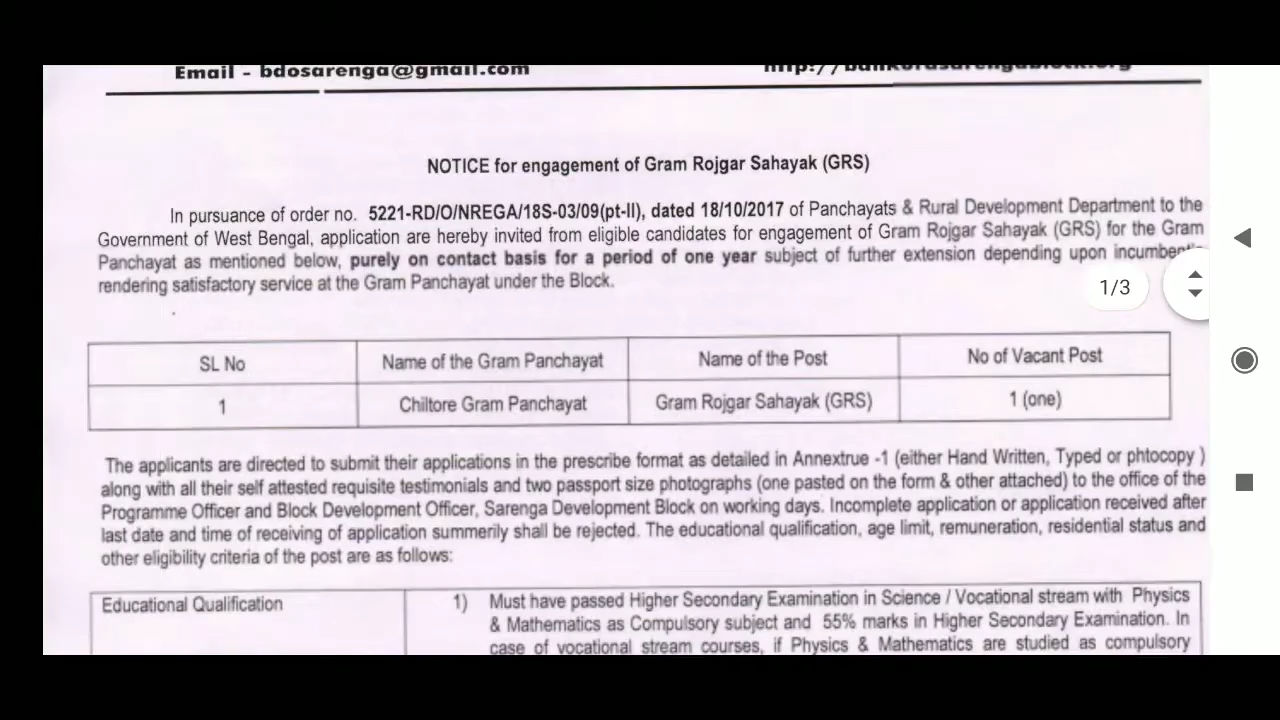 Email - bdosarenga@gmail.com
NOTICE for engagement of Gram Rojgar Sahayak (GRS)
In pursuance of order no. 5221-RD/O/NREGA/18S-03/09(pt-II), dated 18/10/2017 of Panchayats & Rural Development Department to the
Government of West Bengal, application are hereby invited from eligible candidates for engagement of Gram Rojgar Sahayak (GRS) for the Gram
Panchayat as mentioned below, purely on contact basis for a period of one year subject of further extension depending upon
rendering satisfactory service at the Gram Panchayat under the Block.
1/3
SL No Name of the Gram Panchayat Name of the Post No of Vacant Post
1 Chiltore Gram Panchayat Gram Rojgar Sahayak (GRS) 1 (one)
The applicants are directed to submit their applications in the prescribe format as detailed in Annextrue -1 (either Hand Written, Typed or phtocopy )
along with all their self attested requisite testimonials and two passport size photographs (one pasted on the form & other attached) to the office of the
Programme Officer and Block Development Officer, Sarenga Development Block on working days. Incomplete application or application received after
last date and time of receiving of application summerily shall be rejected. The educational qualification, age limit, remuneration, residential status and
other eligibility criteria of the post are as follows:
Educational Qualification 1) Must have passed Higher Secondary Examination in Science / Vocational stream with Physics
& Mathematics as Compulsory subject and 55% marks in Higher Secondary Examination. In
case of vocational stream courses, if Physics & Mathematics are studied as compulsory